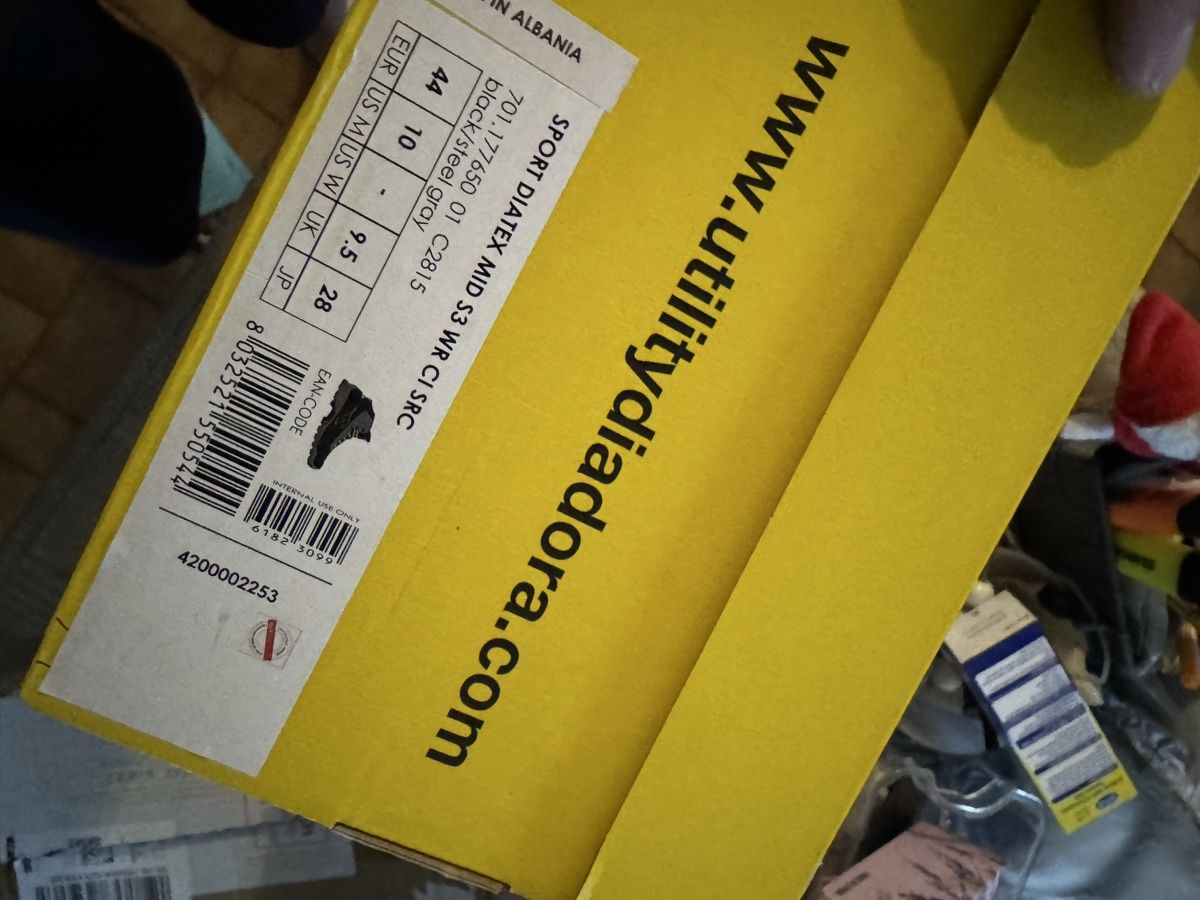 IN ALBANIA
SPORT DIATEX MID S3 WR CI SRC
701.177650 01 C2815
black/steel gray
EUR US M US W UK JP
44 10 - 9.5 28
EAN-CODE
8 032521 550544
INTERNAL USE ONLY
6182 3099
4200002253
www.utilitydiadora.com